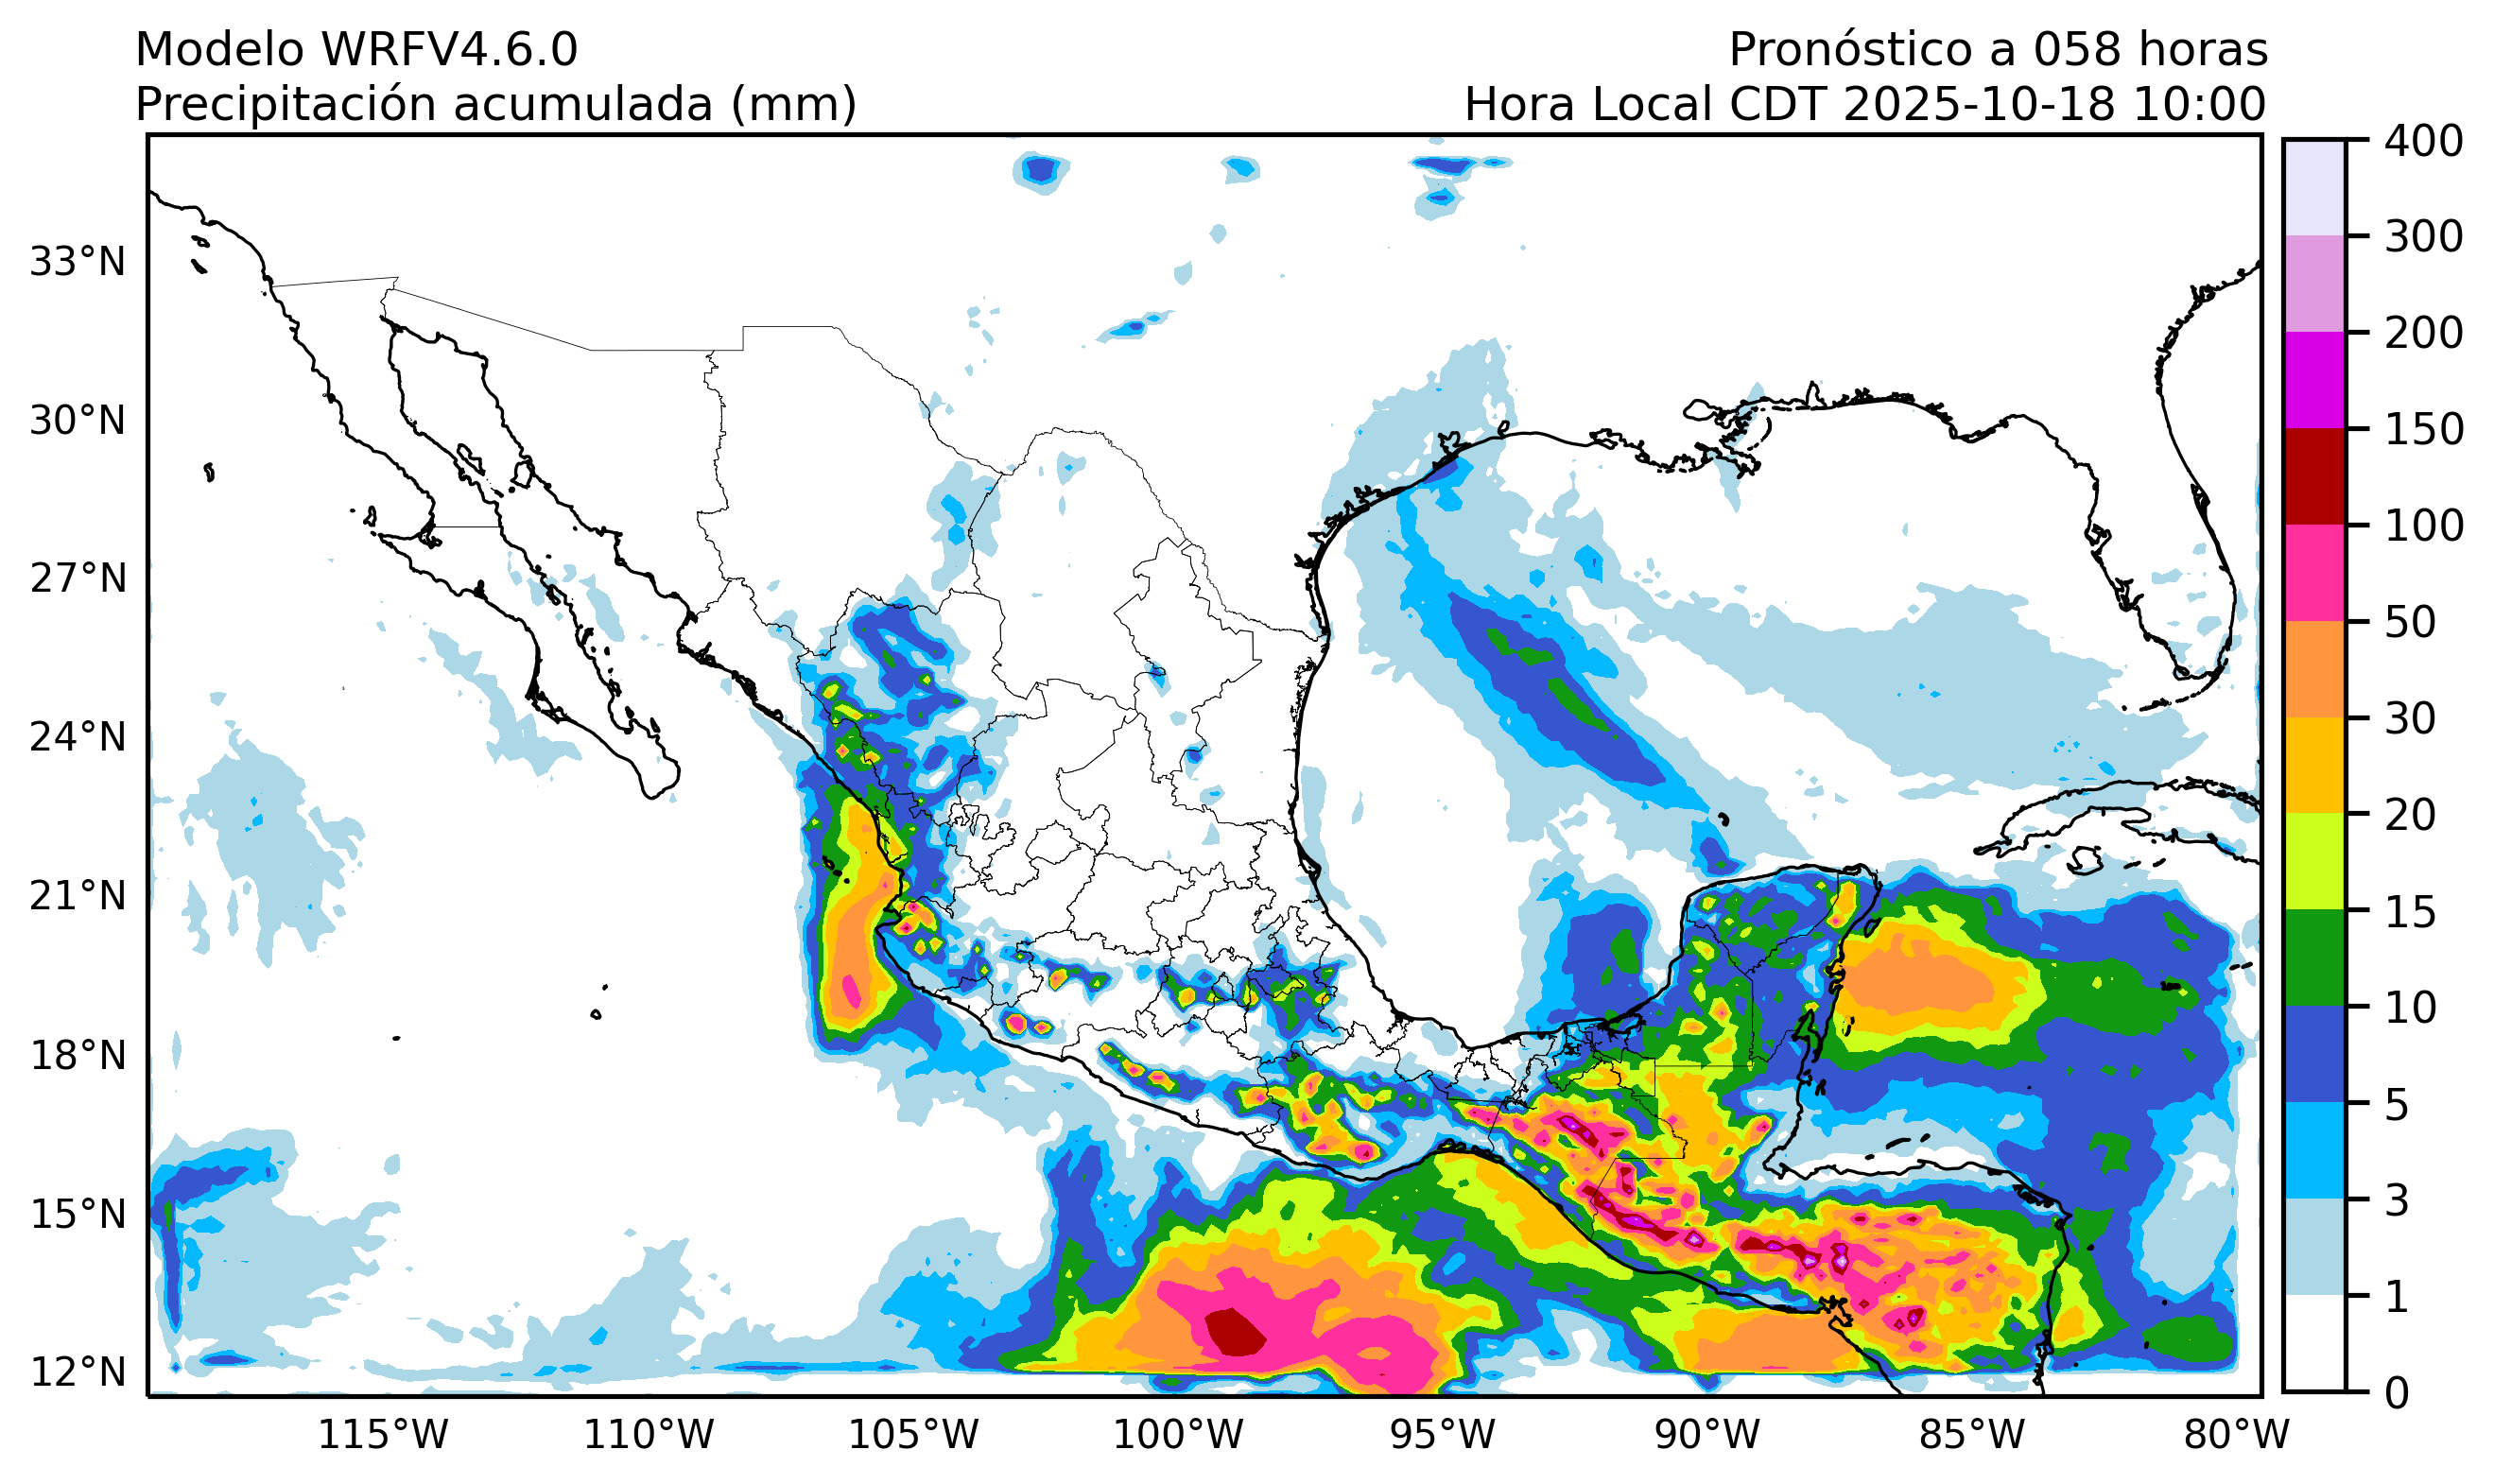 Modelo WRFV4.6.0
Pronóstico a 058 horas
Precipitación acumulada (mm)
Hora Local CDT 2025-10-18 10:00
33°N
30°N
27°N
24°N
21°N
18°N
15°N
12°N
115°W
110°W
105°W
100°W
95°W
90°W
85°W
80°W
400
300
200
150
100
50
30
20
15
10
5
3
1
0